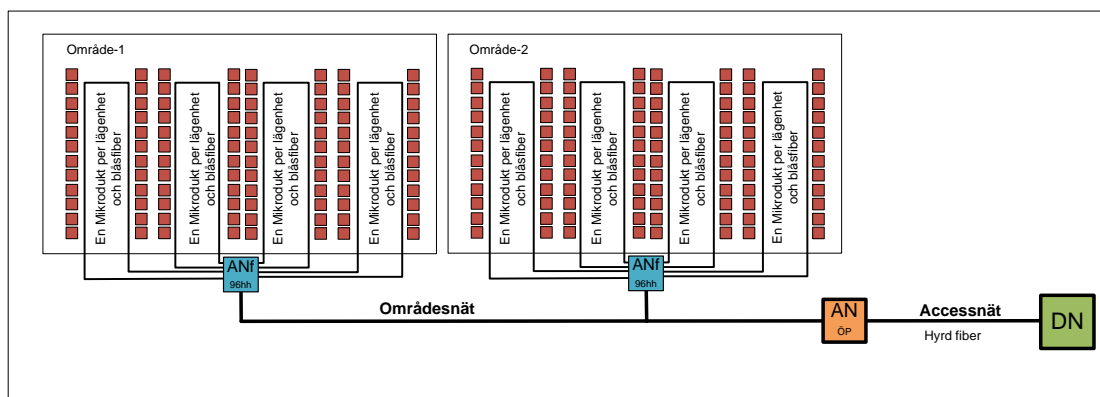 Område-1
Område-2
En Mikrodukt per lägenhet
och blåsfiber
En Mikrodukt per lägenhet
och blåsfiber
En Mikrodukt per lägenhet
och blåsfiber
En Mikrodukt per lägenhet
och blåsfiber
En Mikrodukt per lägenhet
och blåsfiber
En Mikrodukt per lägenhet
och blåsfiber
En Mikrodukt per lägenhet
och blåsfiber
En Mikrodukt per lägenhet
och blåsfiber
ANf
96hh
ANf
96hh
Områdesnät
AN
ÖP
Accessnät
Hyrd fiber
DN